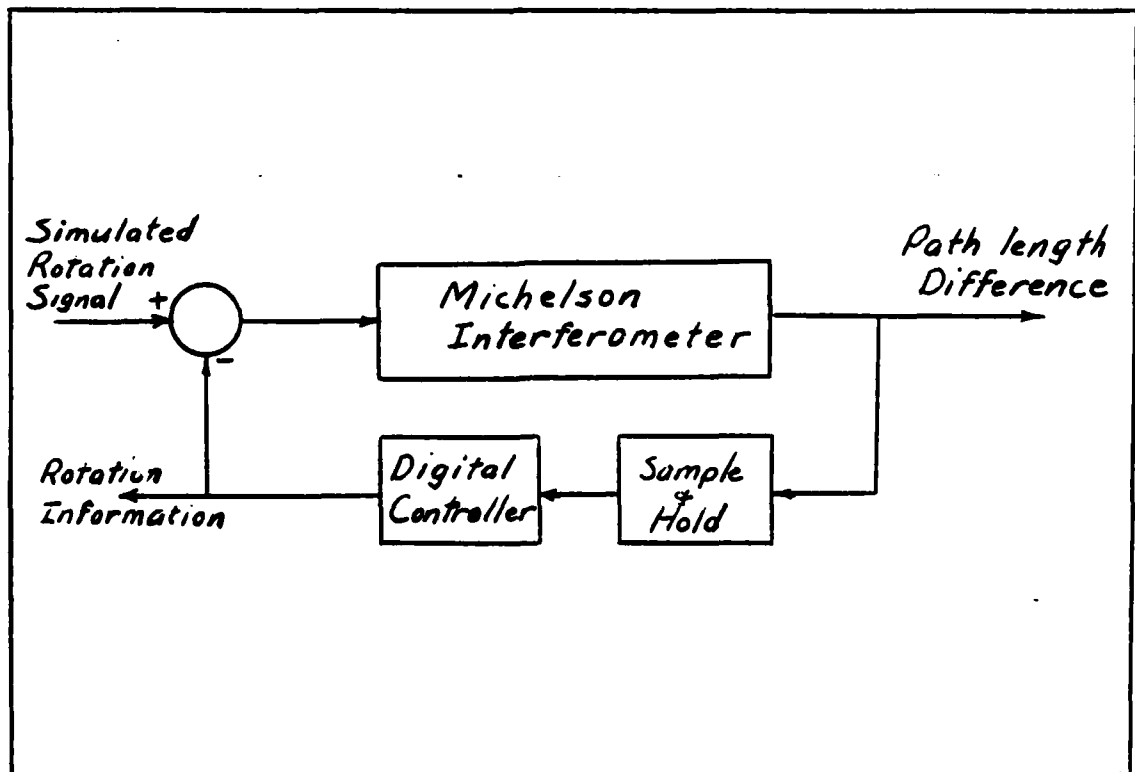 Simulated
Rotation
Signal
+
-
Michelson
Interferometer
Path length
Difference
Rotation
Information
Digital
Controller
Sample
&
Hold